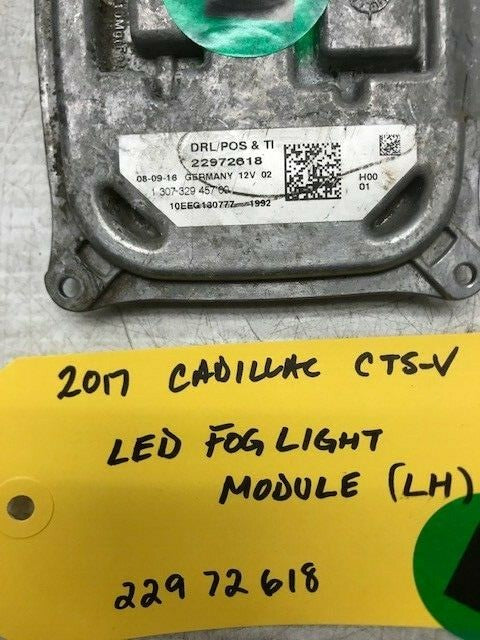 DRL/POS & TI
22972618
08-09-16 GERMANY 12V 02
1 307 329 457 00
10EEG130777 1992
H00
01
2017 CADILLAC CTS-V
LED FOG LIGHT
MODULE (LH)
22972618